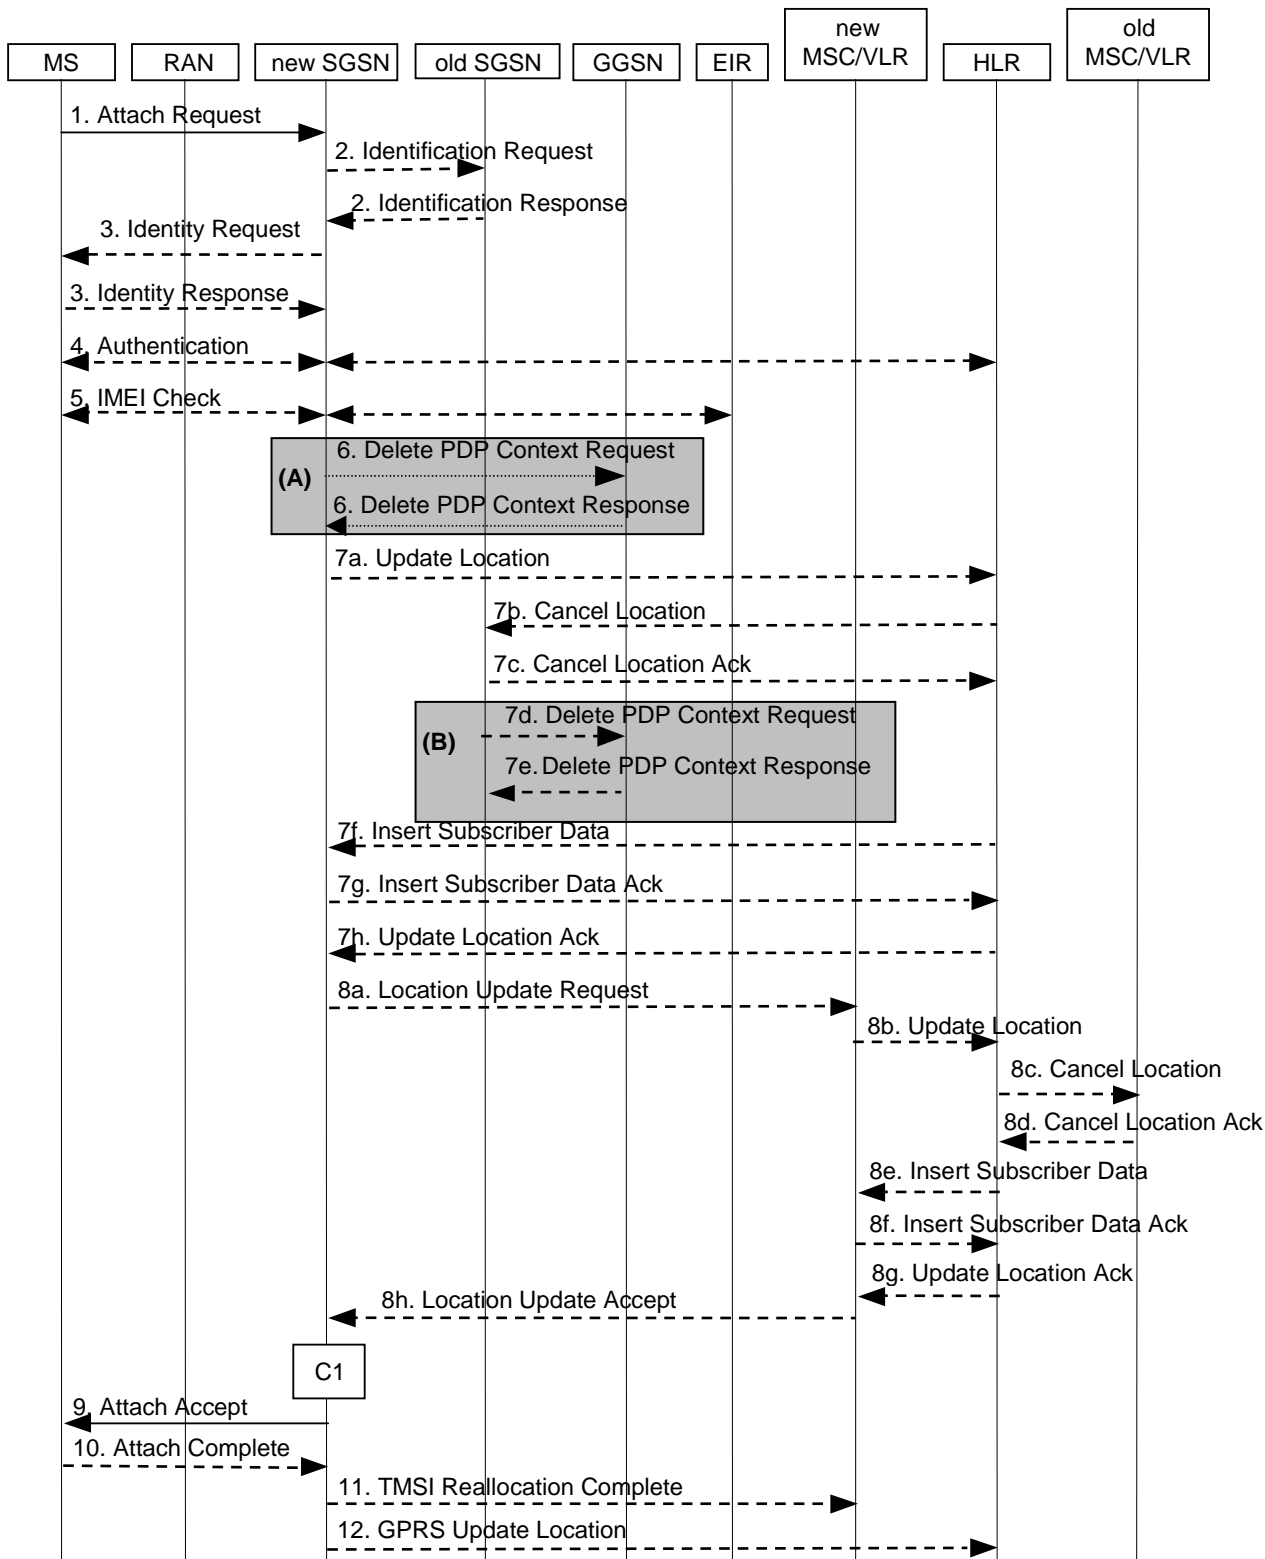 new
MSC/VLR
old
MSC/VLR
MS
RAN
new SGSN
old SGSN
GGSN
EIR
HLR
1. Attach Request
2. Identification Request
2. Identification Response
3. Identity Request
3. Identity Response
4. Authentication
5. IMEI Check
(A)
6. Delete PDP Context Request
6. Delete PDP Context Response
7a. Update Location
7b. Cancel Location
7c. Cancel Location Ack
(B)
7d. Delete PDP Context Request
7e. Delete PDP Context Response
7f. Insert Subscriber Data
7g. Insert Subscriber Data Ack
7h. Update Location Ack
8a. Location Update Request
8b. Update Location
8c. Cancel Location
8d. Cancel Location Ack
8e. Insert Subscriber Data
8f. Insert Subscriber Data Ack
8g. Update Location Ack
8h. Location Update Accept
C1
9. Attach Accept
10. Attach Complete
11. TMSI Reallocation Complete
12. GPRS Update Location